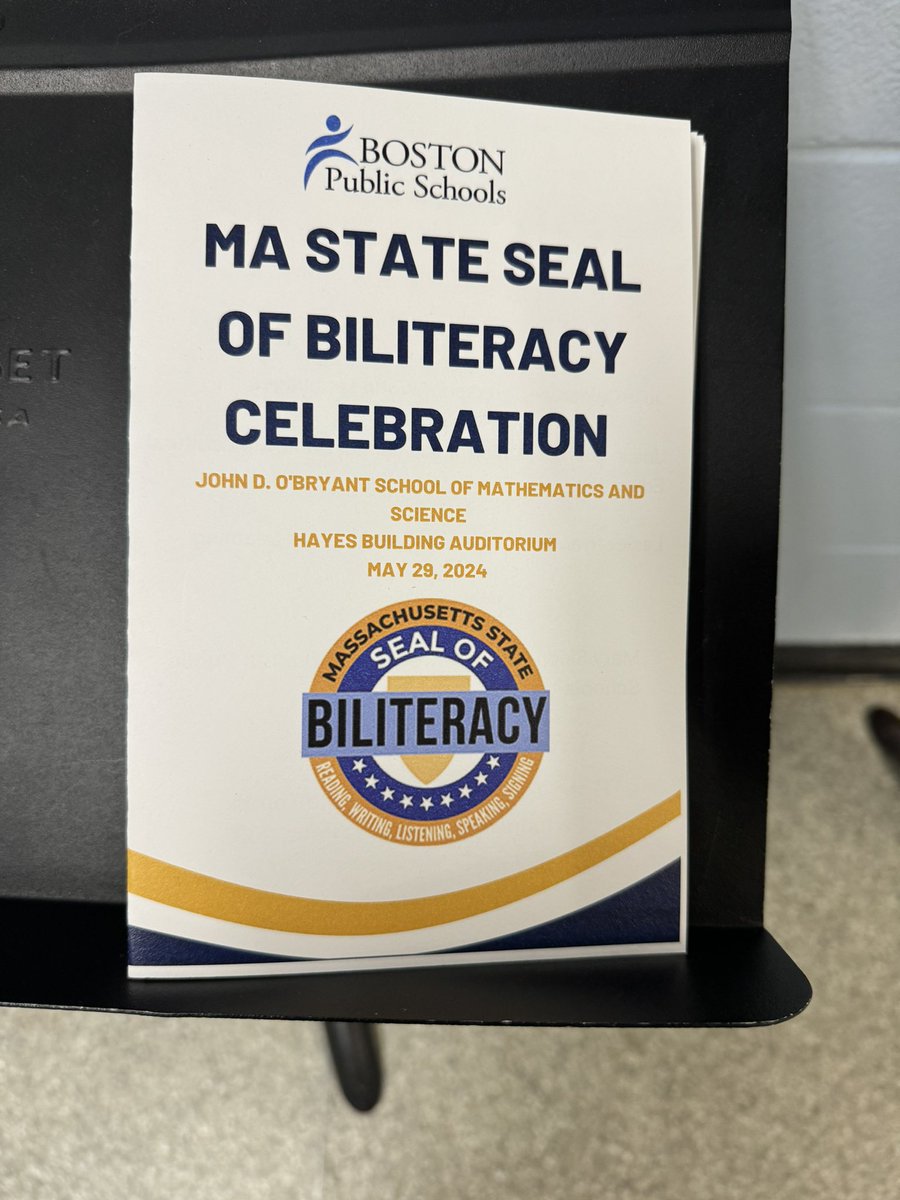 BOSTON
Public Schools
MA STATE SEAL
OF BILITERACY
CELEBRATION
JOHN D. O'BRYANT SCHOOL OF MATHEMATICS AND
SCIENCE
HAYES BUILDING AUDITORIUM
MAY 29, 2024
MASSACHUSETTS STATE
SEAL OF
BILITERACY
READING, WRITING, LISTENING, SPEAKING, SIGNING